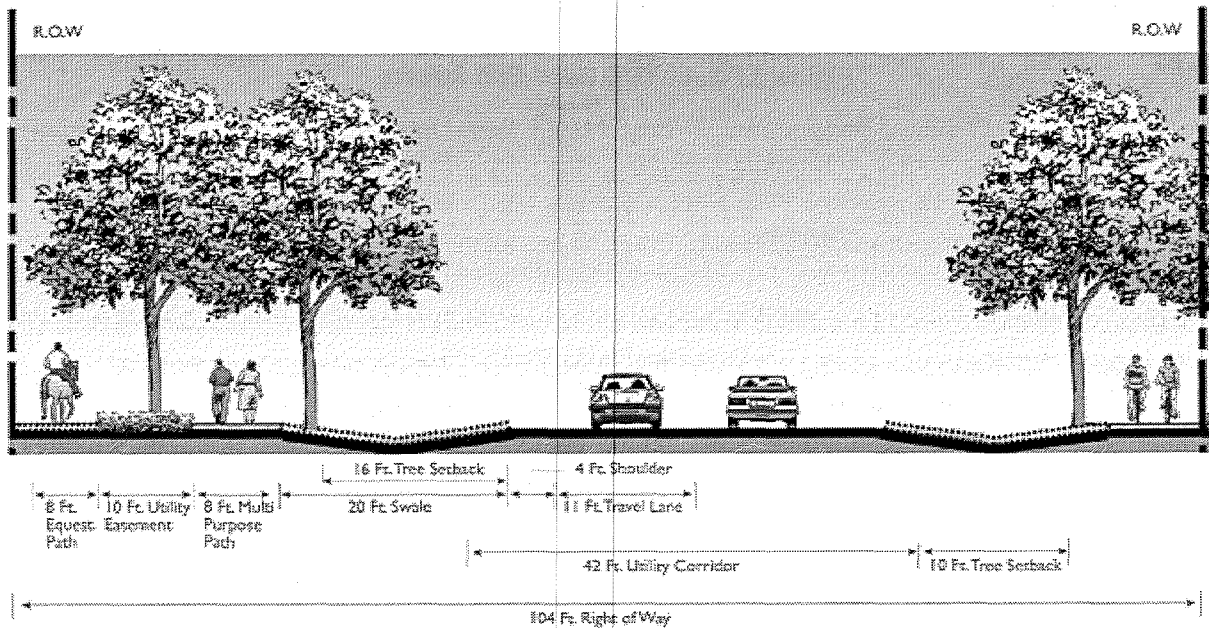 R.O.W
R.O.W
16 Ft. Tree Setback
4 Ft. Shoulder
8 Ft.
Equest.
Path
10 Ft. Utility
Easement
8 Ft. Multi
Purpose
Path
20 Ft. Swale
11 Ft. Travel Lane
42 Ft. Utility Corridor
10 Ft. Tree Setback
104 Ft. Right of Way